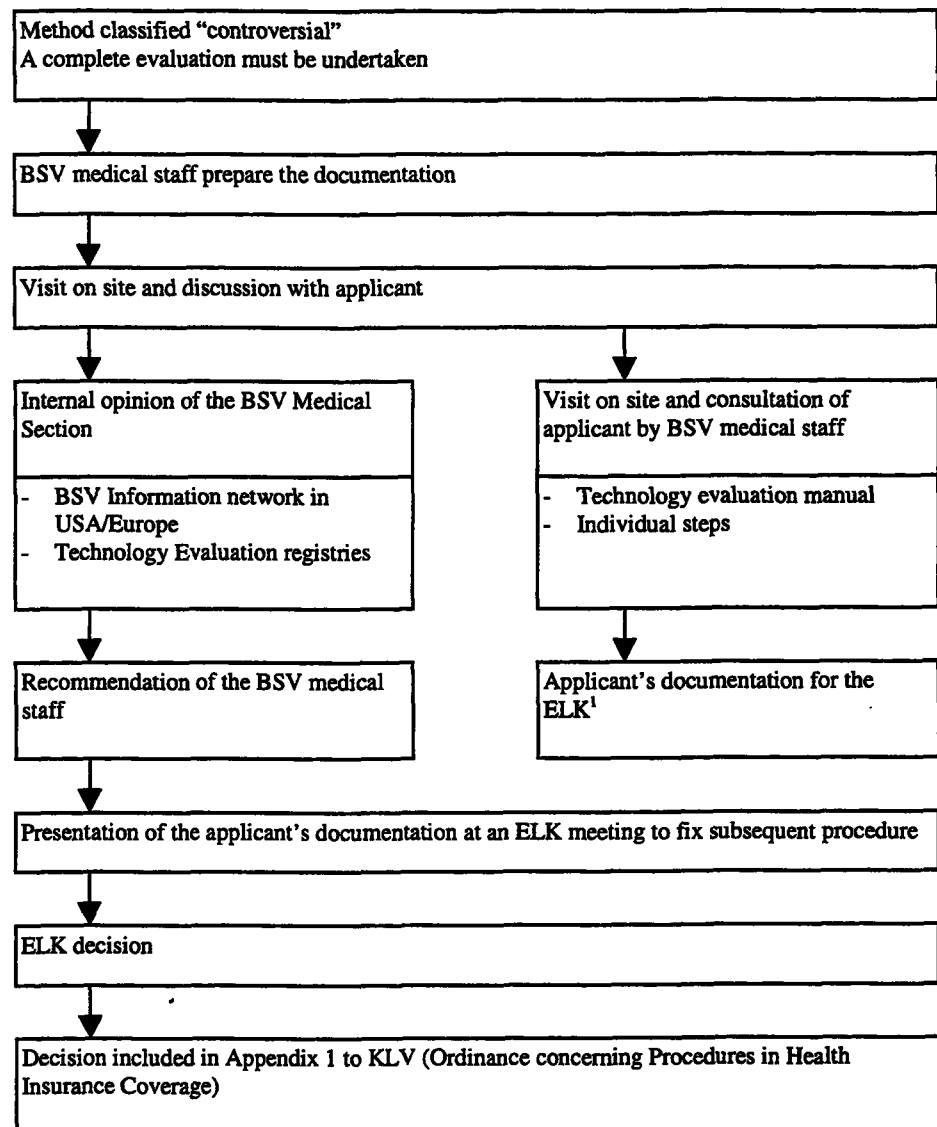 Method classified “controversial”
A complete evaluation must be undertaken
BSV medical staff prepare the documentation
Visit on site and discussion with applicant
Internal opinion of the BSV Medical
Section
- BSV Information network in
USA/Europe
- Technology Evaluation registries
Visit on site and consultation of
applicant by BSV medical staff
- Technology evaluation manual
- Individual steps
Recommendation of the BSV medical
staff
Applicant’s documentation for the
ELK¹
Presentation of the applicant’s documentation at an ELK meeting to fix subsequent procedure
ELK decision
Decision included in Appendix 1 to KLV (Ordinance concerning Procedures in Health
Insurance Coverage)